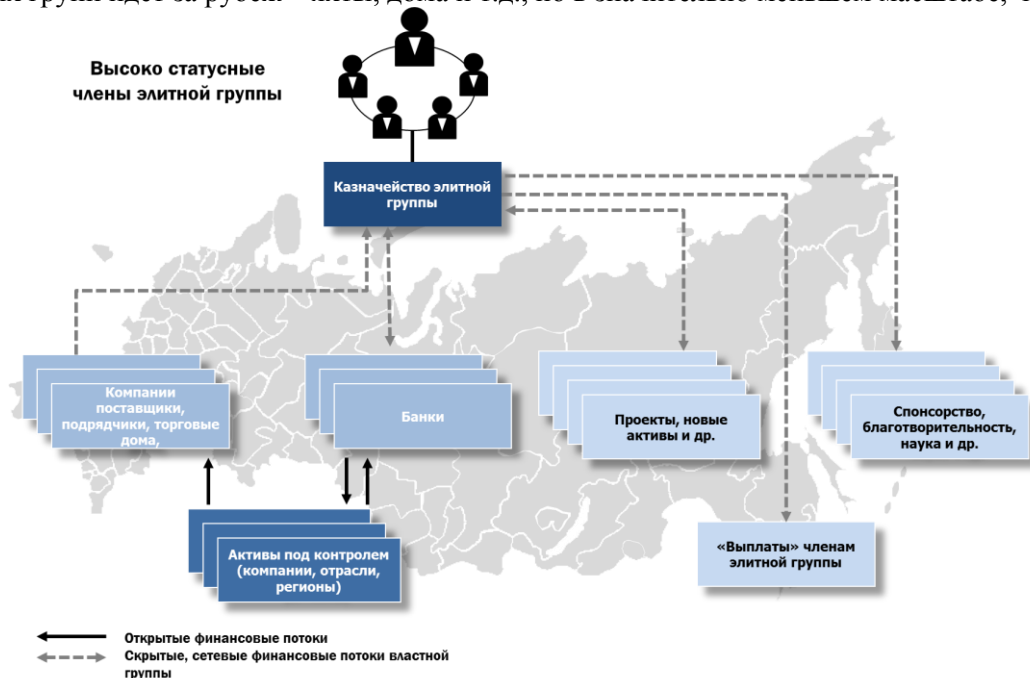 Высоко статусные
члены элитной группы
Казначейство элитной
группы
Компании
поставщики,
подрядчики, торговые
дома,
Банки
Проекты, новые
активы и др.
Спонсорство,
благотворительность,
наука и др.
Активы под контролем
(компании, отрасли,
регионы)
«Выплаты» членам
элитной группы
Открытые финансовые потоки
Скрытые, сетевые финансовые потоки властной
группы